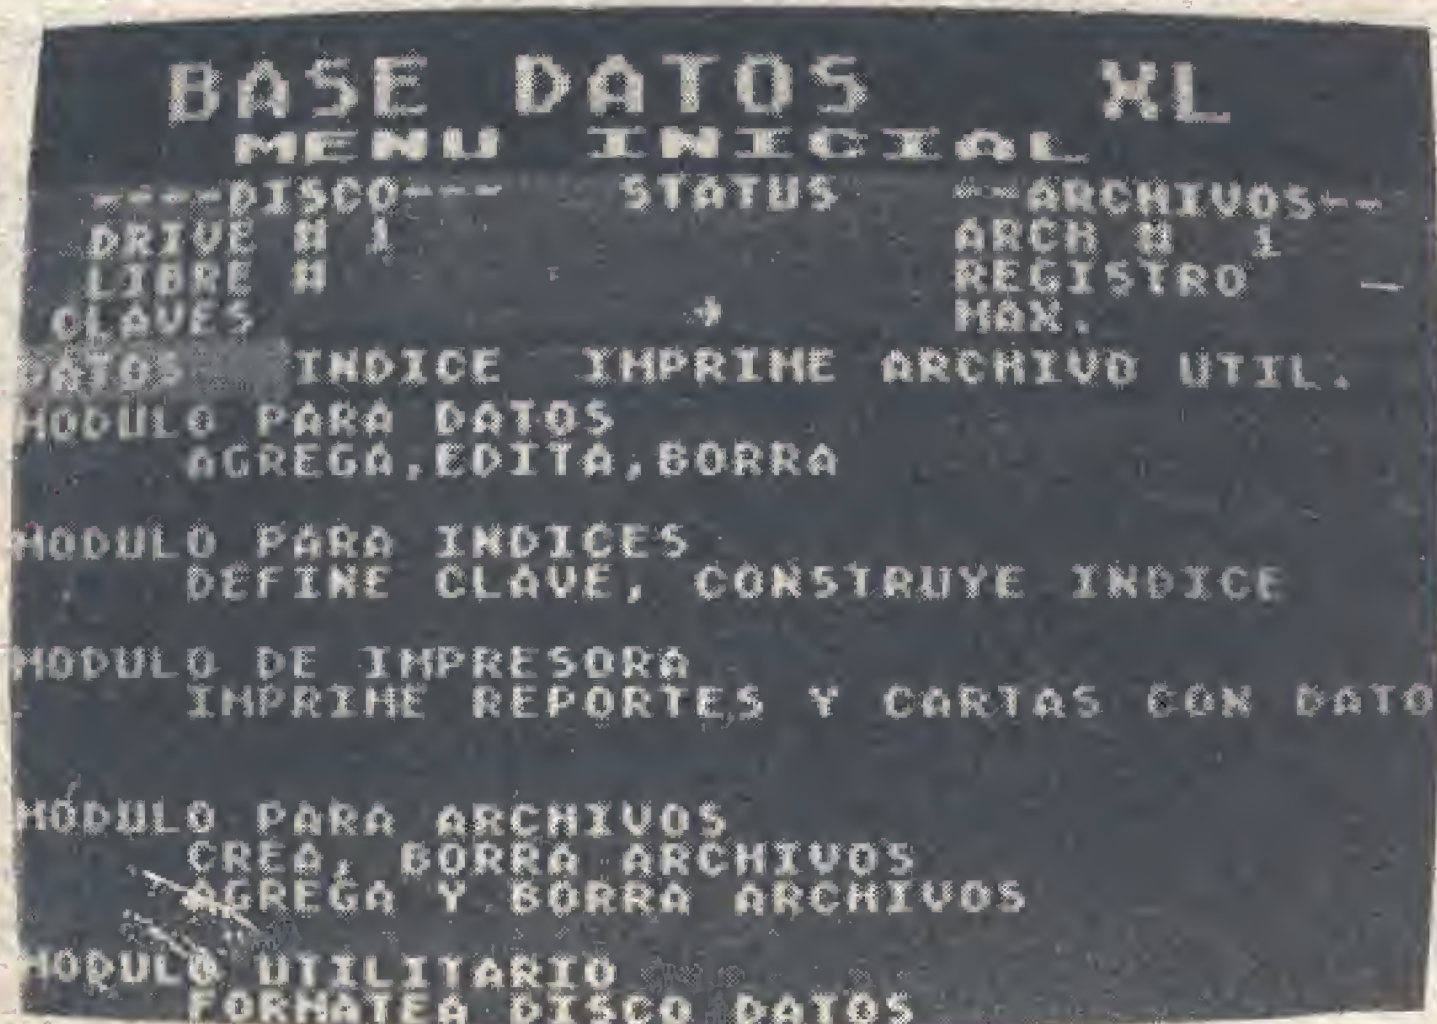 BASE DATOS XL
MENU INICIAL
----DISCO--- STATUS --ARCHIVOS--
DRIVE # 1 ARCH # 1
LIBRE # REGISTRO —
CLAVES → MAX.
DATOS INDICE IMPRIME ARCHIVO UTIL.
MODULO PARA DATOS
AGREGA,EDITA,BORRA
MODULO PARA INDICES
DEFINE CLAVE, CONSTRUYE INDICE
MODULO DE IMPRESORA
IMPRIME REPORTES Y CARTAS CON DATO
MODULO PARA ARCHIVOS
CREA, BORRA ARCHIVOS
AGREGA Y BORRA ARCHIVOS
MODULO UTILITARIO
FORMATEA DISCO DATOS